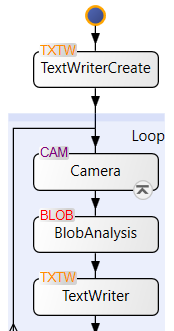 TXTW
TextWriterCreate
Loop
CAM
Camera
BLOB
BlobAnalysis
TXTW
TextWriter